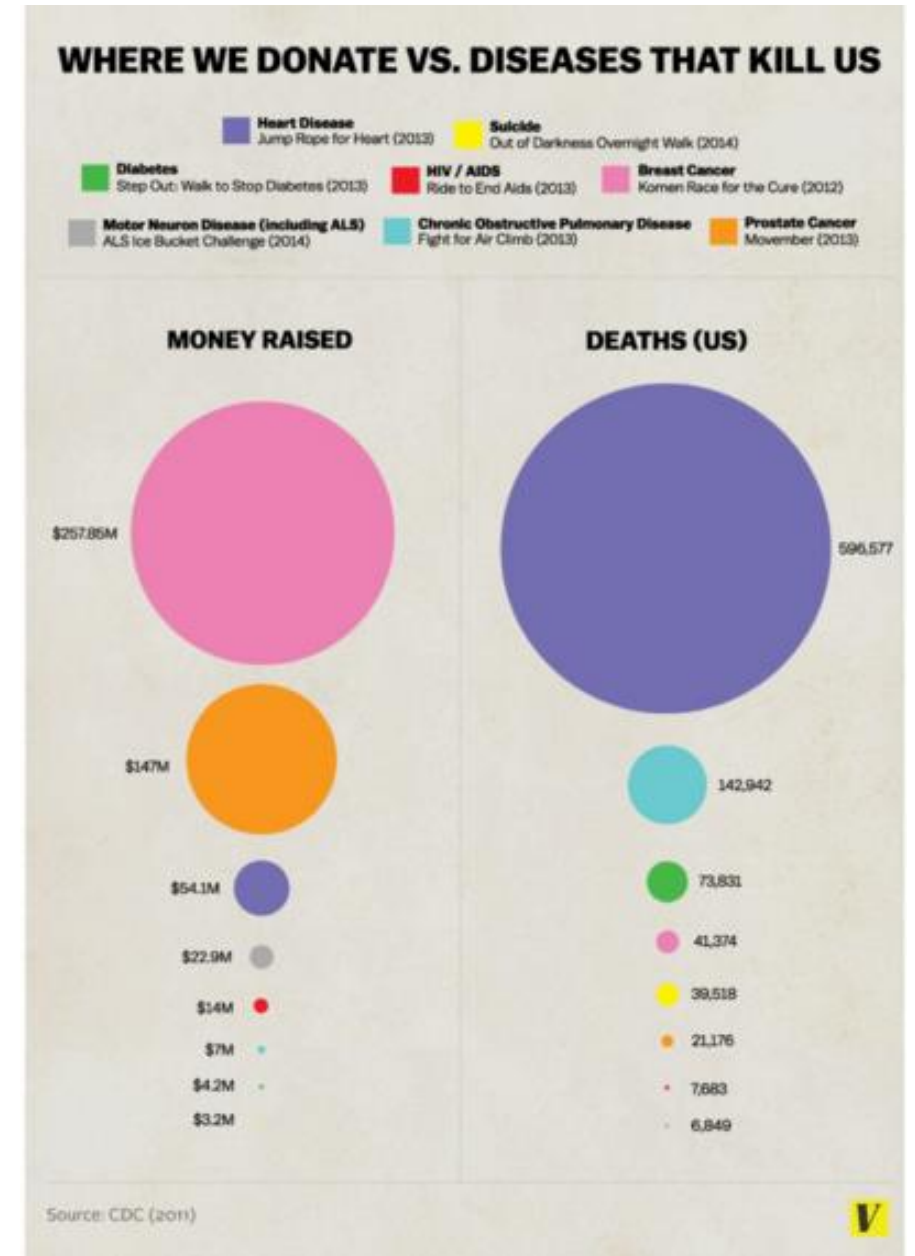 WHERE WE DONATE VS. DISEASES THAT KILL US
Heart Disease
Jump Rope for Heart (2013)
Suicide
Out of Darkness Overnight Walk (2014)
Diabetes
Step Out: Walk to Stop Diabetes (2013)
HIV / AIDS
Ride to End Aids (2013)
Breast Cancer
Komen Race for the Cure (2012)
Motor Neuron Disease (including ALS)
ALS Ice Bucket Challenge (2014)
Chronic Obstructive Pulmonary Disease
Fight for Air Climb (2013)
Prostate Cancer
Movember (2013)
MONEY RAISED
$257.85M
$147M
$54.1M
$22.9M
$14M
$7M
$4.2M
$3.2M
DEATHS (US)
596,577
142,942
73,831
41,374
39,518
21,176
7,683
6,849
Source: CDC (2011)
V